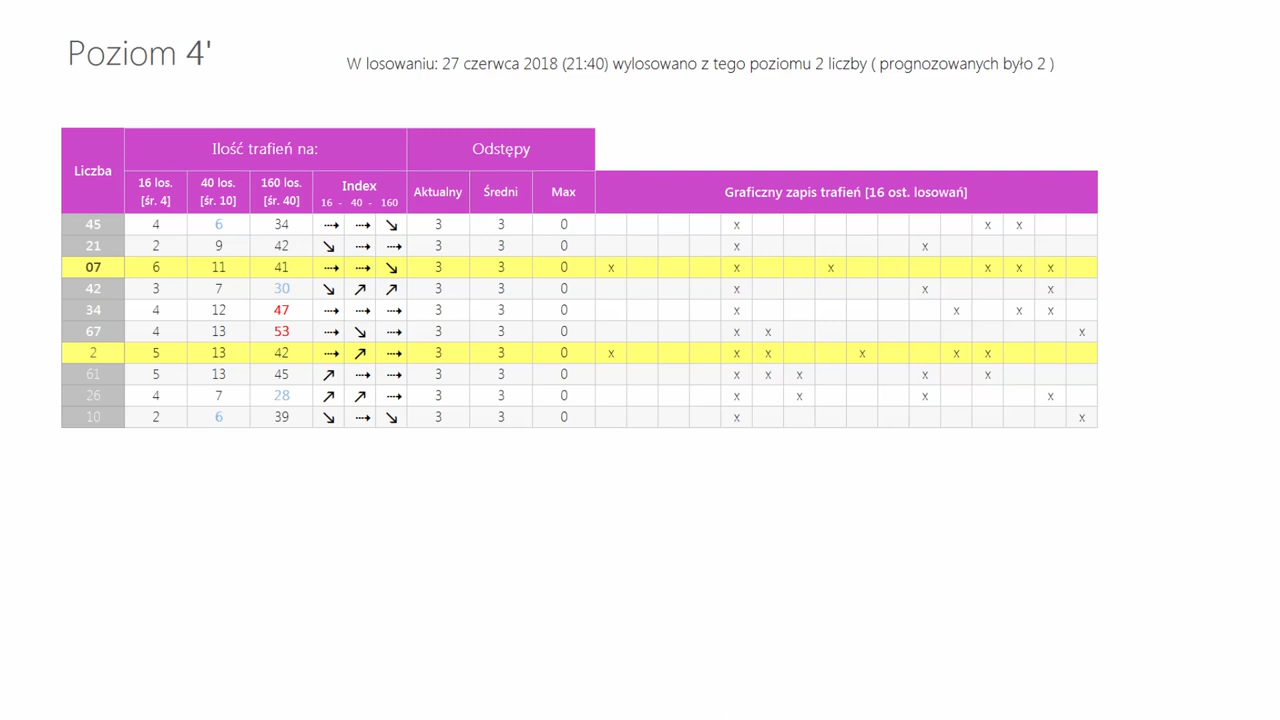 Poziom 4'
W losowaniu: 27 czerwca 2018 (21:40) wylosowano z tego poziomu 2 liczby ( prognozowanych było 2 )
Liczba Ilość trafień na: Odstępy
16 los. [śr. 4] 40 los. [śr. 10] 160 los. [śr. 40] Index 16 - 40 - 160 Aktualny Średni Max Graficzny zapis trafień [16 ost. losowań]
45 4 6 34 ⇢ ⇢ ↘ 3 3 0 x x x
21 2 9 42 ↘ ⇢ ⇢ 3 3 0 x x
07 6 11 41 ⇢ ⇢ ↘ 3 3 0 x x x x x x
42 3 7 30 ↘ ↗ ↗ 3 3 0 x x x
34 4 12 47 ⇢ ⇢ ⇢ 3 3 0 x x x x
67 4 13 53 ⇢ ↘ ⇢ 3 3 0 x x x
2 5 13 42 ⇢ ↗ ⇢ 3 3 0 x x x x x x
61 5 13 45 ↗ ⇢ ⇢ 3 3 0 x x x x x
26 4 7 28 ↗ ↗ ⇢ 3 3 0 x x x x
10 2 6 39 ↘ ⇢ ↘ 3 3 0 x x